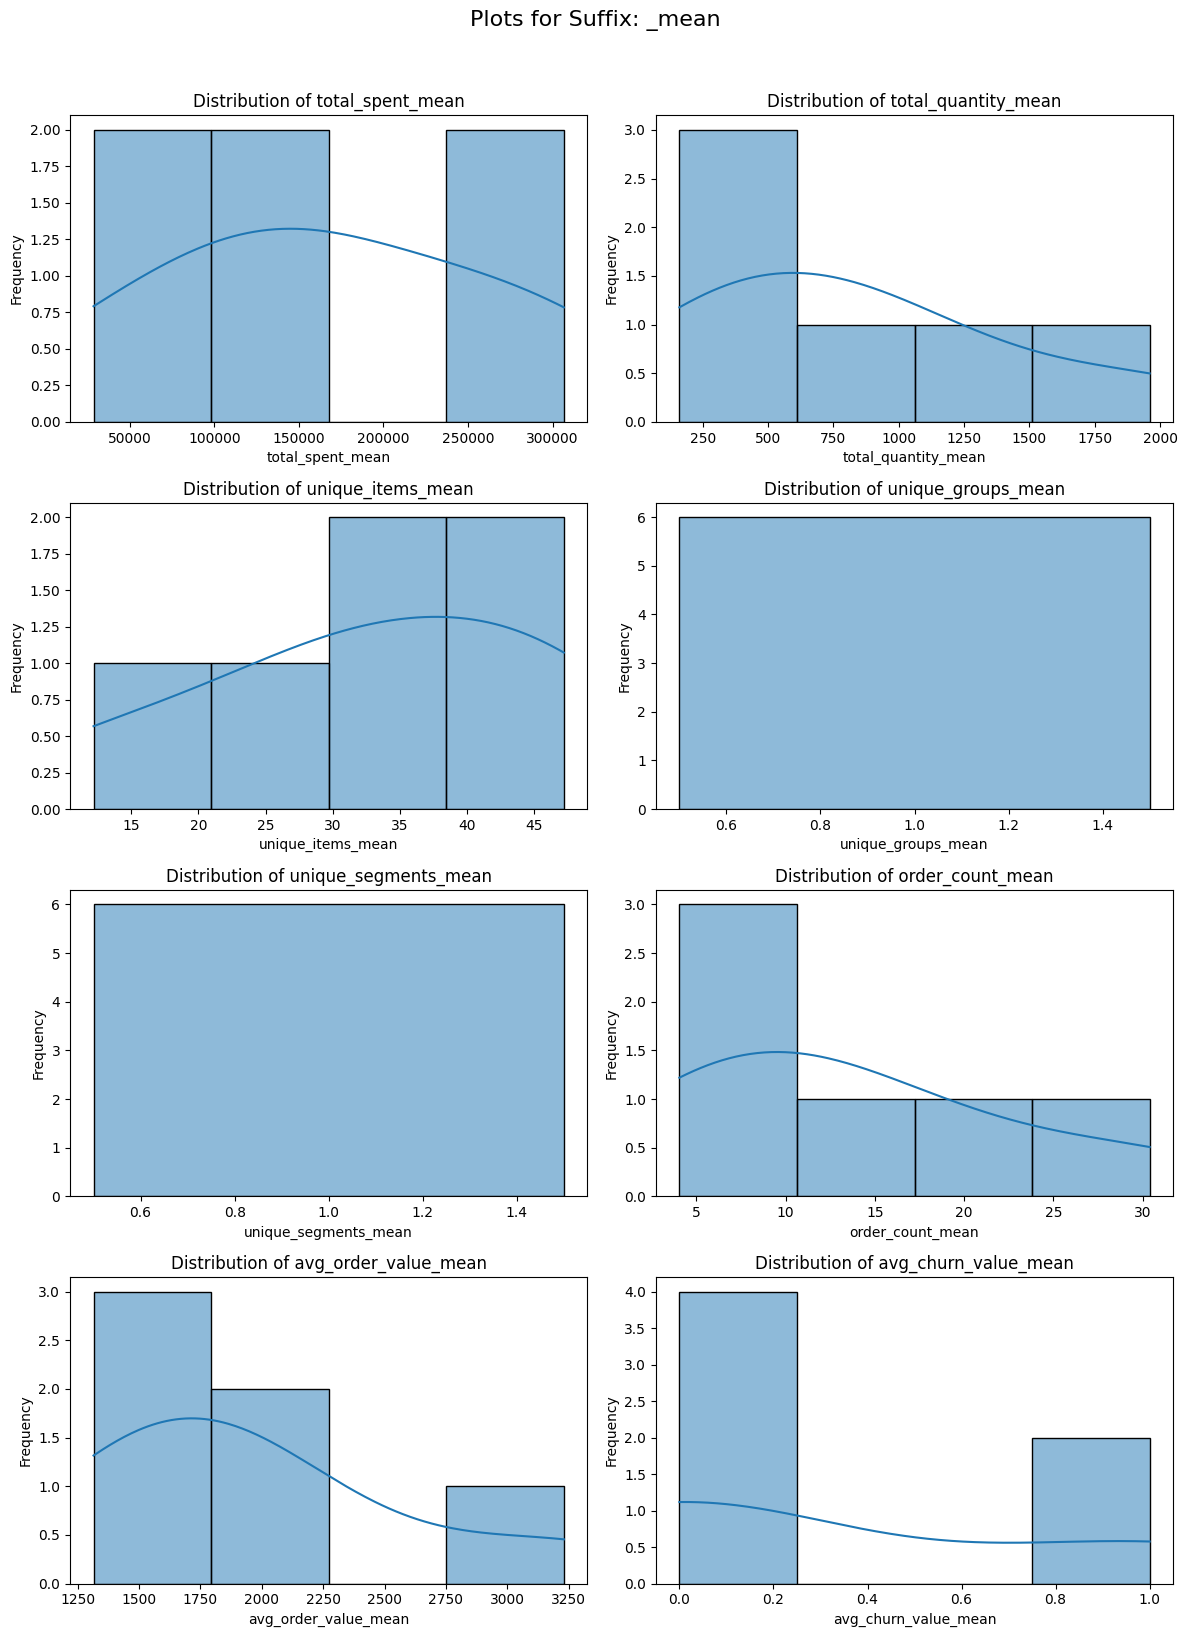 Plots for Suffix: _mean
Distribution of total_spent_mean
2.00
1.75
1.50
1.25
1.00
0.75
0.50
0.25
0.00
Frequency
50000 100000 150000 200000 250000 300000
total_spent_mean
Distribution of total_quantity_mean
3.0
2.5
2.0
1.5
1.0
0.5
0.0
Frequency
250 500 750 1000 1250 1500 1750 2000
total_quantity_mean
Distribution of unique_items_mean
2.00
1.75
1.50
1.25
1.00
0.75
0.50
0.25
0.00
Frequency
15 20 25 30 35 40 45
unique_items_mean
Distribution of unique_groups_mean
6
5
4
3
2
1
0
Frequency
0.6 0.8 1.0 1.2 1.4
unique_groups_mean
Distribution of unique_segments_mean
6
5
4
3
2
1
0
Frequency
0.6 0.8 1.0 1.2 1.4
unique_segments_mean
Distribution of order_count_mean
3.0
2.5
2.0
1.5
1.0
0.5
0.0
Frequency
5 10 15 20 25 30
order_count_mean
Distribution of avg_order_value_mean
3.0
2.5
2.0
1.5
1.0
0.5
0.0
Frequency
1250 1500 1750 2000 2250 2500 2750 3000 3250
avg_order_value_mean
Distribution of avg_churn_value_mean
4.0
3.5
3.0
2.5
2.0
1.5
1.0
0.5
0.0
Frequency
0.0 0.2 0.4 0.6 0.8 1.0
avg_churn_value_mean